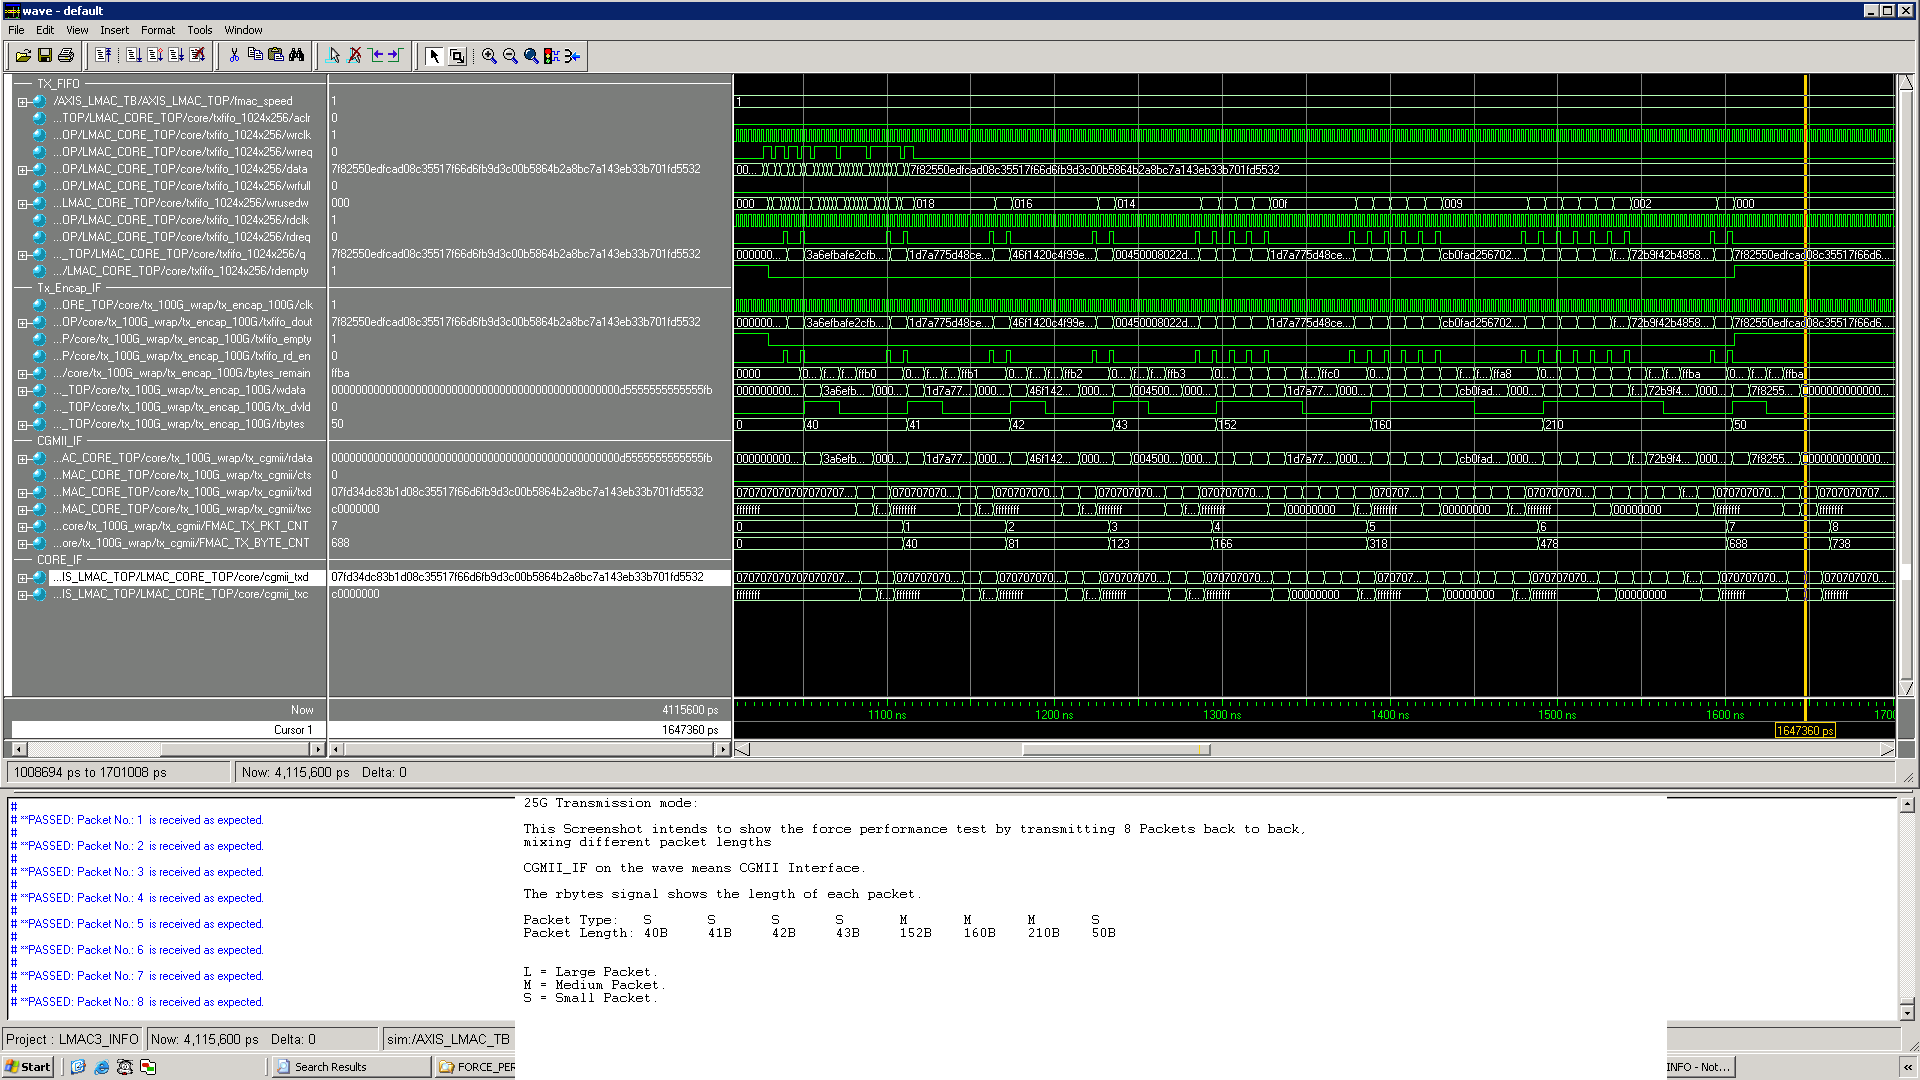 wave - default
File Edit View Insert Format Tools Window
TX_FIFO
/AXIS_LMAC_TB/AXIS_LMAC_TOP/fmac_speed 1 1
...TOP/LMAC_CORE_TOP/core/txfifo_1024x256/aclr 0
...OP/LMAC_CORE_TOP/core/txfifo_1024x256/wrclk 1
...OP/LMAC_CORE_TOP/core/txfifo_1024x256/wrreq 0
...OP/LMAC_CORE_TOP/core/txfifo_1024x256/data 7f82550edfcad08c35517f66d6fb9d3c00b5864b2a8bc7a143eb33b701fd5532 00... 7f82550edfcad08c35517f66d6fb9d3c00b5864b2a8bc7a143eb33b701fd5532
...OP/LMAC_CORE_TOP/core/txfifo_1024x256/wrfull 0
...LMAC_CORE_TOP/core/txfifo_1024x256/wrusedw 000 000 018 016 014 00f 009 002 000
...OP/LMAC_CORE_TOP/core/txfifo_1024x256/rdclk 1
...OP/LMAC_CORE_TOP/core/txfifo_1024x256/rdreq 0
..._TOP/LMAC_CORE_TOP/core/txfifo_1024x256/q 7f82550edfcad08c35517f66d6fb9d3c00b5864b2a8bc7a143eb33b701fd5532 000000... 3a6efbafe2cfb... 1d7a775d48ce... 46f1420c4f99e... 00450008022d... 1d7a775d48ce... cb0fad256702... f... 72b9f42b4858... 7f82550edfcad08c35517f66d6...
.../LMAC_CORE_TOP/core/txfifo_1024x256/rdempty 1
Tx_Encap_IF
...ORE_TOP/core/tx_100G_wrap/tx_encap_100G/clk 1
...OP/core/tx_100G_wrap/tx_encap_100G/txfifo_dout 7f82550edfcad08c35517f66d6fb9d3c00b5864b2a8bc7a143eb33b701fd5532 000000... 3a6efbafe2cfb... 1d7a775d48ce... 46f1420c4f99e... 00450008022d... 1d7a775d48ce... cb0fad256702... f... 72b9f42b4858... 7f82550edfcad08c35517f66d6...
...P/core/tx_100G_wrap/tx_encap_100G/txfifo_empty 1
...P/core/tx_100G_wrap/tx_encap_100G/txfifo_rd_en 0
.../core/tx_100G_wrap/tx_encap_100G/bytes_remain ffba 0000 0... f... f... ffb0 0... f... f... ffb1 0... f... f... ffb2 0... f... f... ffb3 0... f... ffc0 0... f... f... ffa8 0... f... f... ffba 0... f... f... ffba
..._TOP/core/tx_100G_wrap/tx_encap_100G/wdata 000000000000000000000000000000000000000000000000d5555555555555fb 000000000... 3a6efb... 000... 1d7a77... 000... 46f142... 000... 004500... 000... 1d7a77... 000... cb0fad... 000... f... 72b9f4... 000... 7f8255... 000000000000...
..._TOP/core/tx_100G_wrap/tx_encap_100G/tx_dvld 0
..._TOP/core/tx_100G_wrap/tx_encap_100G/rbytes 50 0 40 41 42 43 152 160 210 50
CGMII_IF
...AC_CORE_TOP/core/tx_100G_wrap/tx_cgmii/rdata 000000000000000000000000000000000000000000000000d5555555555555fb 000000000... 3a6efb... 000... 1d7a77... 000... 46f142... 000... 004500... 000... 1d7a77... 000... cb0fad... 000... f... 72b9f4... 000... 7f8255... 000000000000...
...MAC_CORE_TOP/core/tx_100G_wrap/tx_cgmii/cts 0
...MAC_CORE_TOP/core/tx_100G_wrap/tx_cgmii/txd 07fd34dc83b1d08c35517f66d6fb9d3c00b5864b2a8bc7a143eb33b701fd5532 07070707070707... 070707070... 070707070... 070707070... 070707070... 070707... 070707070... f... 070707070... 0707070707
...MAC_CORE_TOP/core/tx_100G_wrap/tx_cgmii/txc c0000000 ffffffff f... ffffffff f... ffffffff f... ffffffff f... ffffffff 00000000 f... ffffffff 00000000 f... ffffffff 00000000 f... ffffffff ffffffff
...core/tx_100G_wrap/tx_cgmii/FMAC_TX_PKT_CNT 7 0 1 2 3 4 5 6 7 8
...ore/tx_100G_wrap/tx_cgmii/FMAC_TX_BYTE_CNT 688 0 40 81 123 166 318 478 688 738
CORE_IF
...IS_LMAC_TOP/LMAC_CORE_TOP/core/cgmii_txd 07fd34dc83b1d08c35517f66d6fb9d3c00b5864b2a8bc7a143eb33b701fd5532 07070707070707... 070707070... 070707070... 070707070... 070707070... 070707... 070707070... f... 070707070... 070707070...
...IS_LMAC_TOP/LMAC_CORE_TOP/core/cgmii_txc c0000000 ffffffff f... ffffffff f... ffffffff f... ffffffff f... ffffffff 00000000 f... ffffffff 00000000 f... ffffffff 00000000 f... ffffffff ffffffff
Now 4115600 ps 1100 ns 1200 ns 1300 ns 1400 ns 1500 ns 1600 ns 1700
Cursor 1 1647360 ps 1647360 ps
1008694 ps to 1701008 ps Now: 4,115,600 ps Delta: 0
#
# **PASSED: Packet No.: 1 is received as expected.
#
# **PASSED: Packet No.: 2 is received as expected.
#
# **PASSED: Packet No.: 3 is received as expected.
#
# **PASSED: Packet No.: 4 is received as expected.
#
# **PASSED: Packet No.: 5 is received as expected.
#
# **PASSED: Packet No.: 6 is received as expected.
#
# **PASSED: Packet No.: 7 is received as expected.
#
# **PASSED: Packet No.: 8 is received as expected.
25G Transmission mode:
This Screenshot intends to show the force performance test by transmitting 8 Packets back to back,
mixing different packet lengths
CGMII_IF on the wave means CGMII Interface.
The rbytes signal shows the length of each packet.
Packet Type: S S S S M M M S
Packet Length: 40B 41B 42B 43B 152B 160B 210B 50B
L = Large Packet.
M = Medium Packet.
S = Small Packet.
Project : LMAC3_INFO Now: 4,115,600 ps Delta: 0 sim:/AXIS_LMAC_TB
Start Search Results FORCE_PER INFO - Not... «